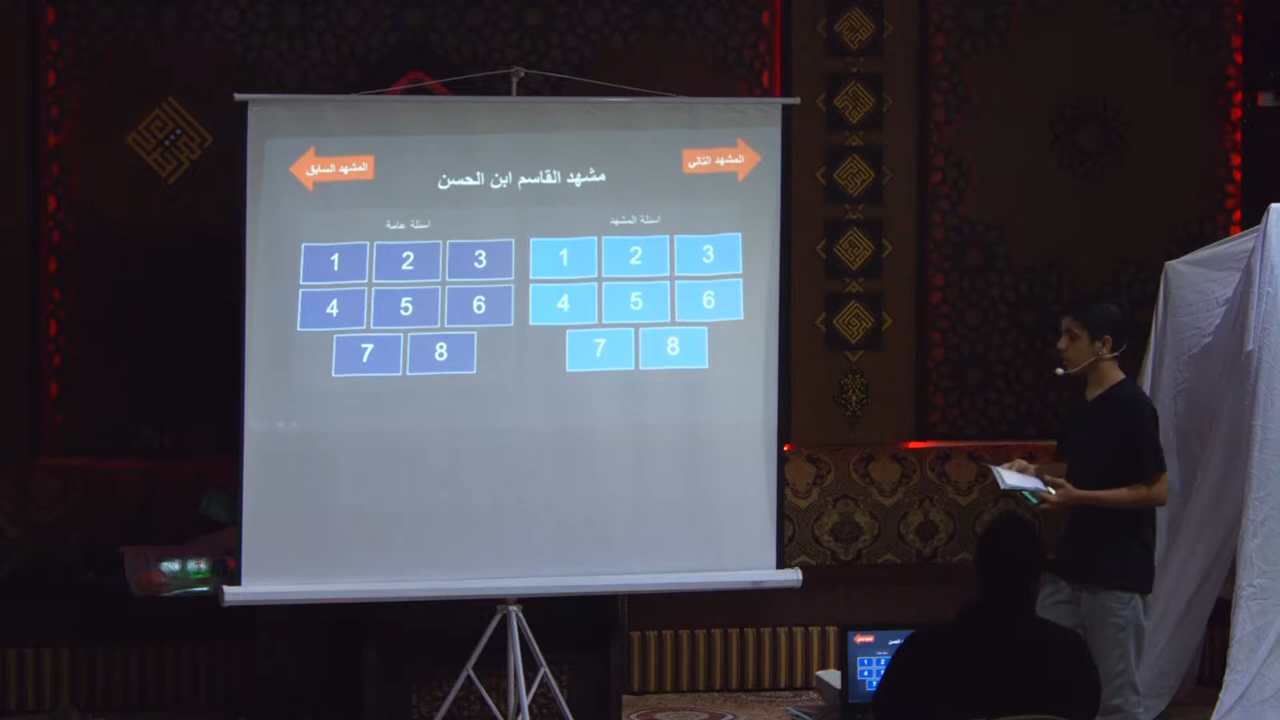 المشهد التالي
المشهد السابق
مشهد القاسم ابن الحسن
اسئلة المشهد
اسئلة عامة
1 2 3
4 5 6
7 8
1 2 3
4 5 6
7 8